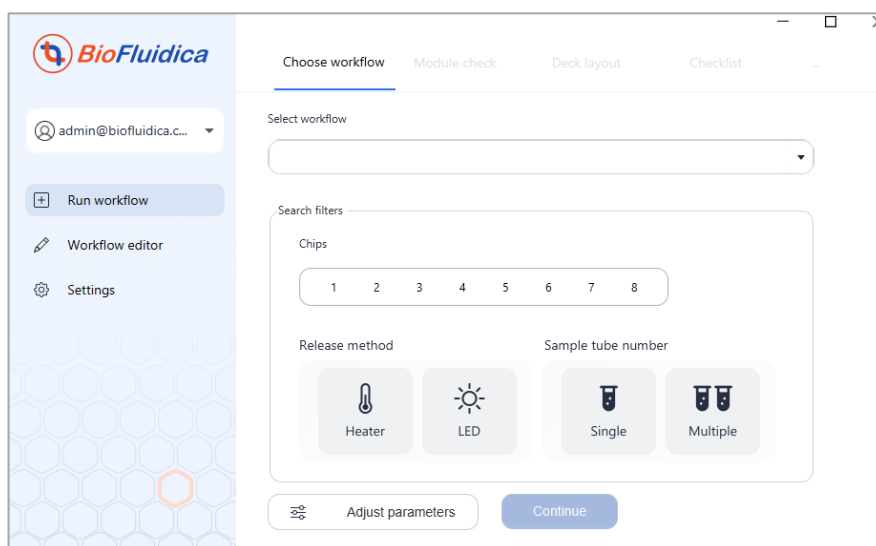 BioFluidica
admin@biofluidica.c...
Run workflow
Workflow editor
Settings
Choose workflow
Module check
Deck layout
Checklist
...
Select workflow
Search filters
Chips
1 2 3 4 5 6 7 8
Release method
Sample tube number
Heater
LED
Single
Multiple
Adjust parameters
Continue